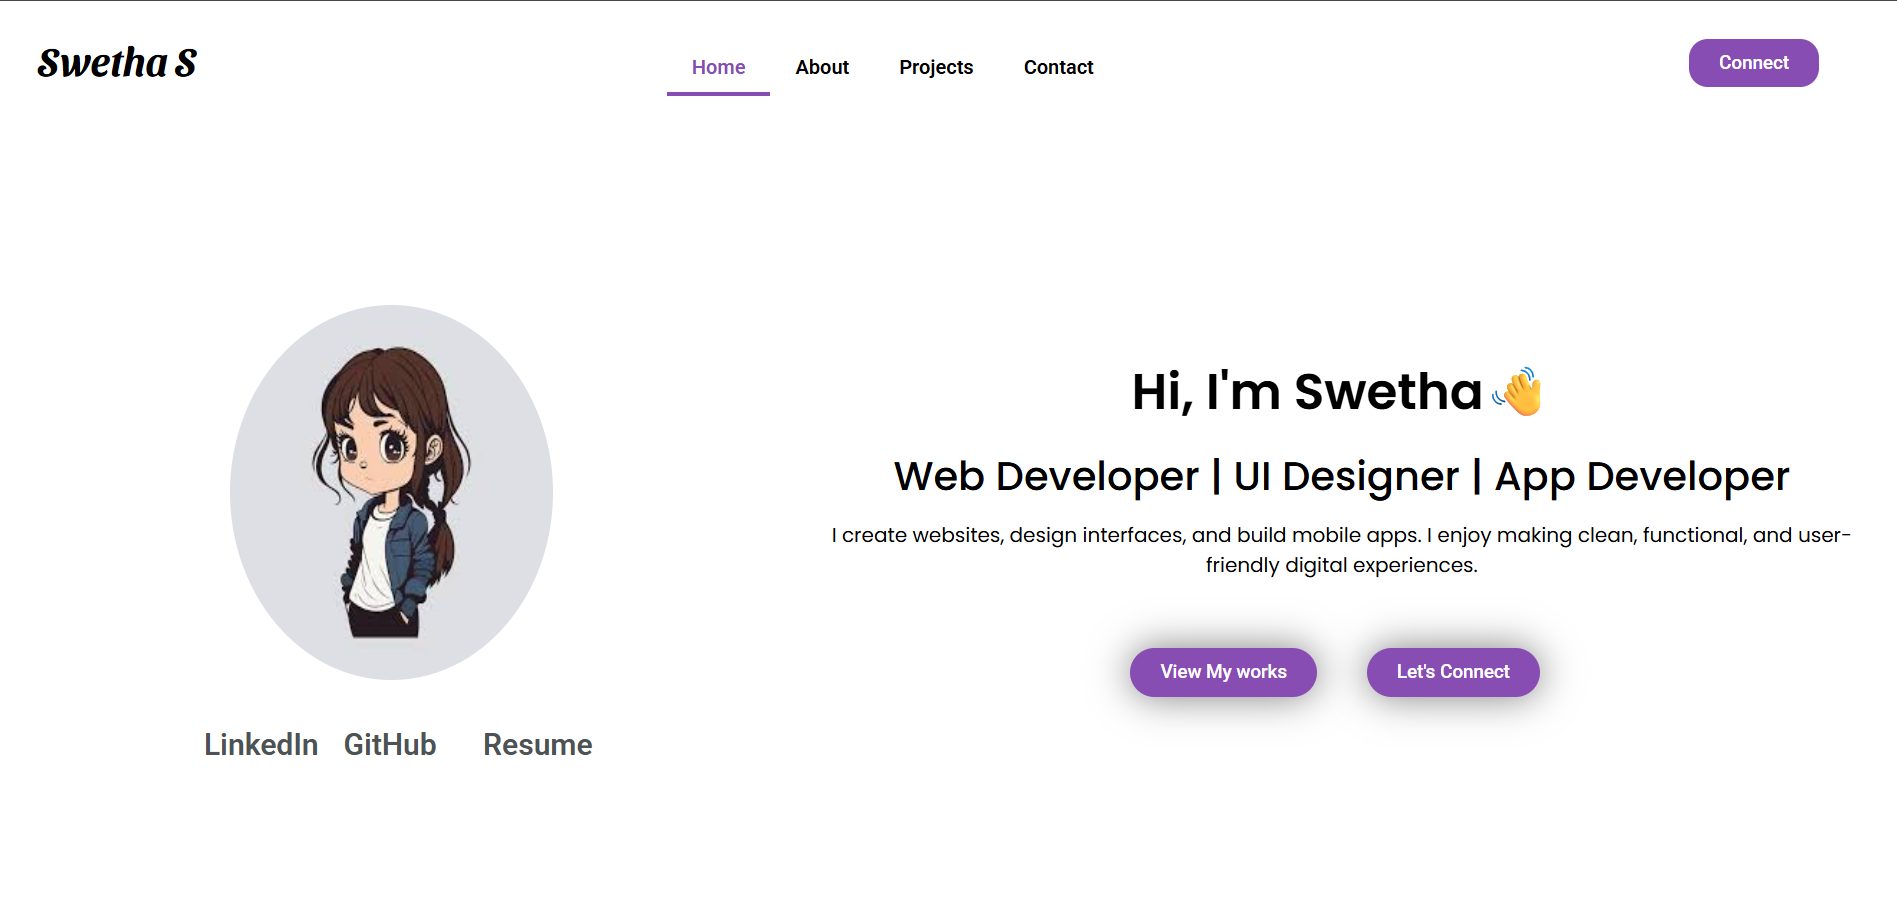 Swetha S
Home About Projects Contact
Connect
Hi, I'm Swetha 👋
Web Developer | UI Designer | App Developer
I create websites, design interfaces, and build mobile apps. I enjoy making clean, functional, and user-
friendly digital experiences.
View My works Let's Connect
LinkedIn GitHub Resume